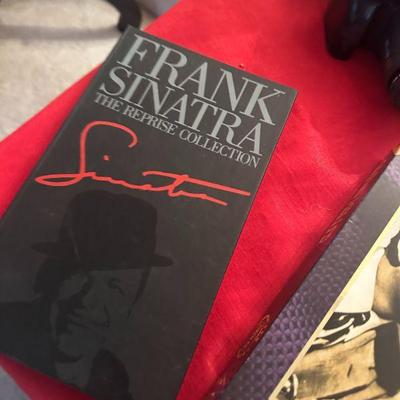 FRANK
SINATRA
THE REPRISE COLLECTION
Sinatra